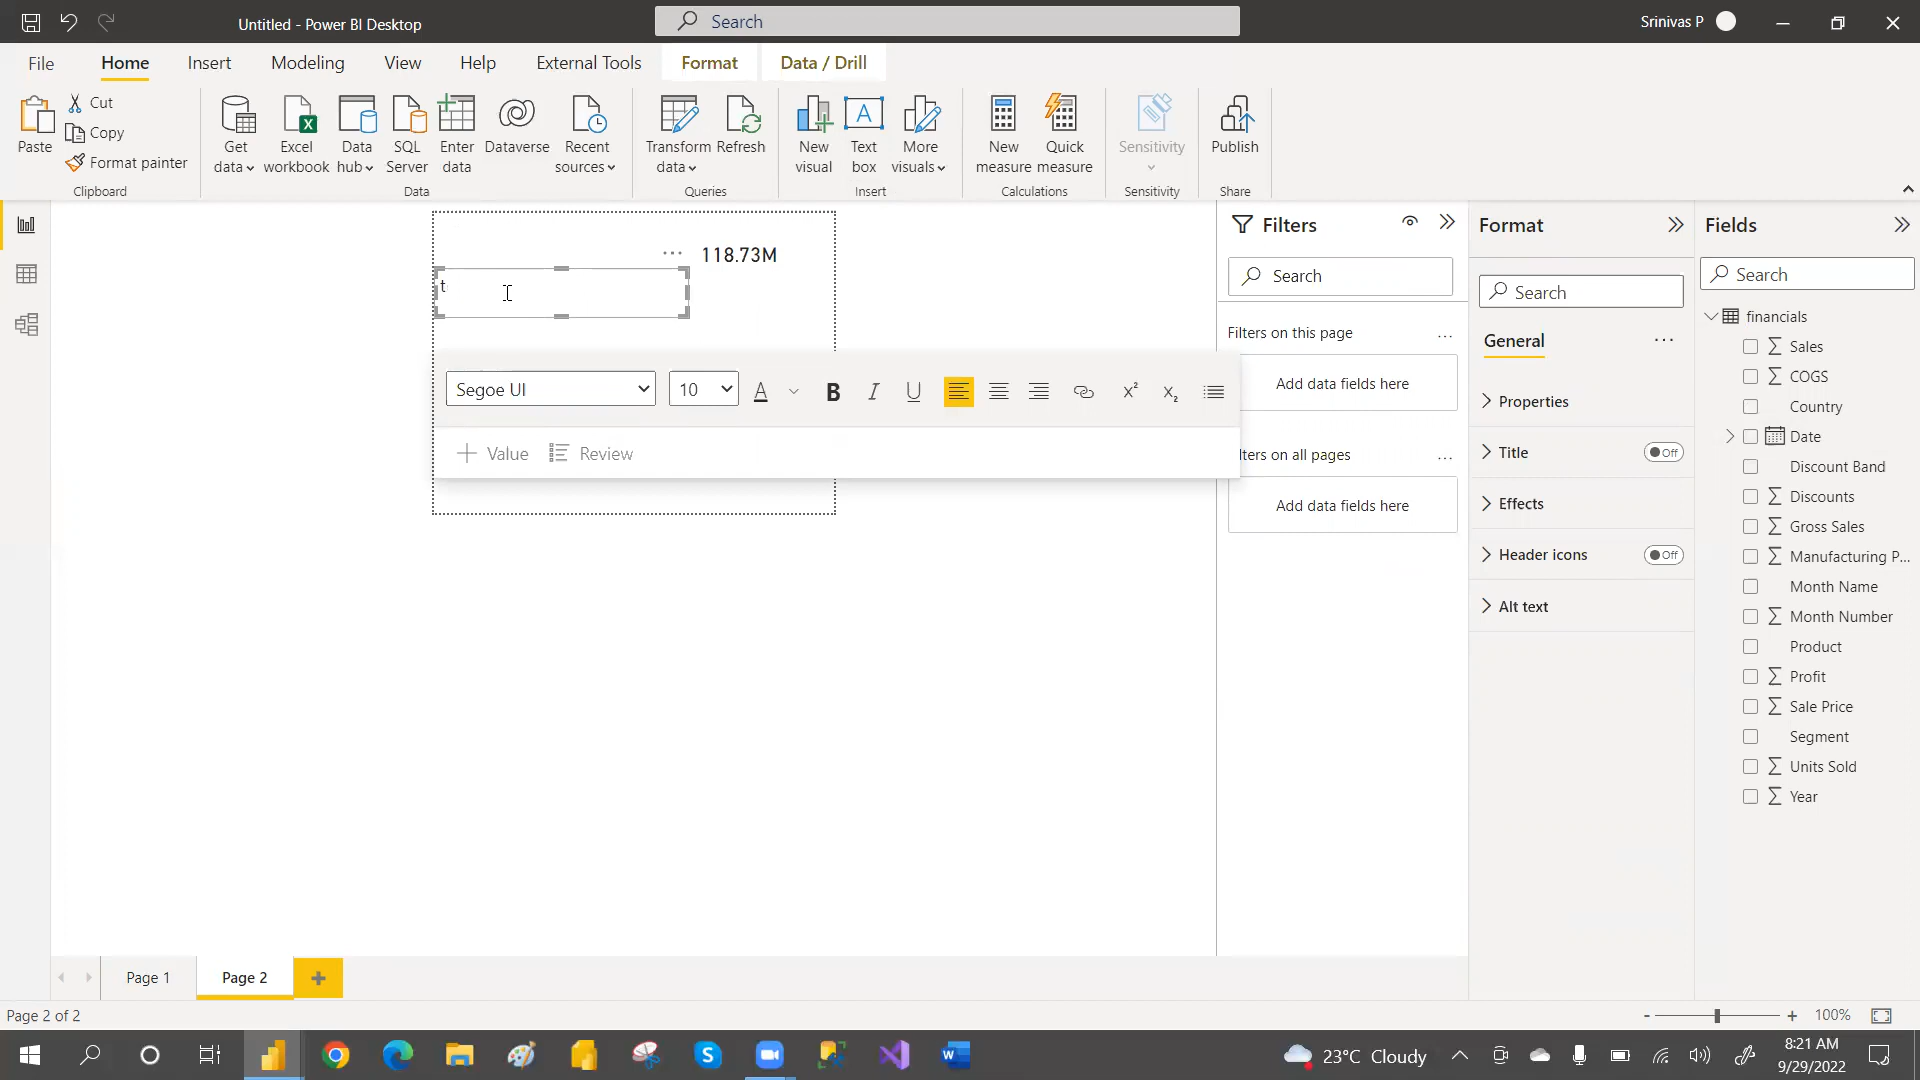 Untitled - Power BI Desktop
Search
Srinivas P
File
Home
Insert
Modeling
View
Help
External Tools
Format
Data / Drill
Paste
Cut
Copy
Format painter
Clipboard
Get data
Excel workbook
Data hub
SQL Server
Enter data
Dataverse
Recent sources
Data
Transform data
Refresh
Queries
New visual
Text box
More visuals
Insert
New measure
Quick measure
Calculations
Sensitivity
Sensitivity
Publish
Share
118.73M
t
Segoe UI
10
Value
Review
Filters
Search
Filters on this page
Add data fields here
lters on all pages
Add data fields here
Format
Search
General
Properties
Title
Off
Effects
Header icons
Off
Alt text
Fields
Search
financials
Sales
COGS
Country
Date
Discount Band
Discounts
Gross Sales
Manufacturing P...
Month Name
Month Number
Product
Profit
Sale Price
Segment
Units Sold
Year
Page 1
Page 2
Page 2 of 2
- + 100%
23°C Cloudy
8:21 AM
9/29/2022